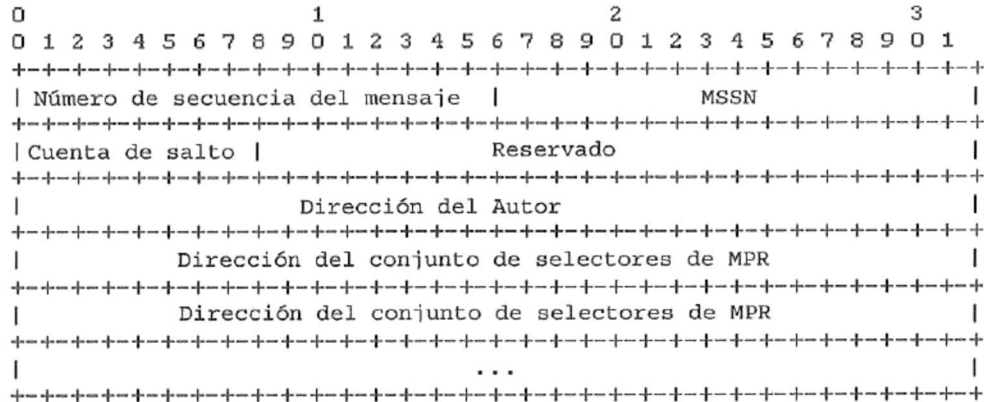 0                   1                   2                   3
0 1 2 3 4 5 6 7 8 9 0 1 2 3 4 5 6 7 8 9 0 1 2 3 4 5 6 7 8 9 0 1
+-+-+-+-+-+-+-+-+-+-+-+-+-+-+-+-+-+-+-+-+-+-+-+-+-+-+-+-+-+-+-+-+
| Número de secuencia del mensaje | MSSN |
+-+-+-+-+-+-+-+-+-+-+-+-+-+-+-+-+-+-+-+-+-+-+-+-+-+-+-+-+-+-+-+-+
| Cuenta de salto | Reservado |
+-+-+-+-+-+-+-+-+-+-+-+-+-+-+-+-+-+-+-+-+-+-+-+-+-+-+-+-+-+-+-+-+
| Dirección del Autor |
+-+-+-+-+-+-+-+-+-+-+-+-+-+-+-+-+-+-+-+-+-+-+-+-+-+-+-+-+-+-+-+-+
| Dirección del conjunto de selectores de MPR |
+-+-+-+-+-+-+-+-+-+-+-+-+-+-+-+-+-+-+-+-+-+-+-+-+-+-+-+-+-+-+-+-+
| Dirección del conjunto de selectores de MPR |
+-+-+-+-+-+-+-+-+-+-+-+-+-+-+-+-+-+-+-+-+-+-+-+-+-+-+-+-+-+-+-+-+
| ... |
+-+-+-+-+-+-+-+-+-+-+-+-+-+-+-+-+-+-+-+-+-+-+-+-+-+-+-+-+-+-+-+-+